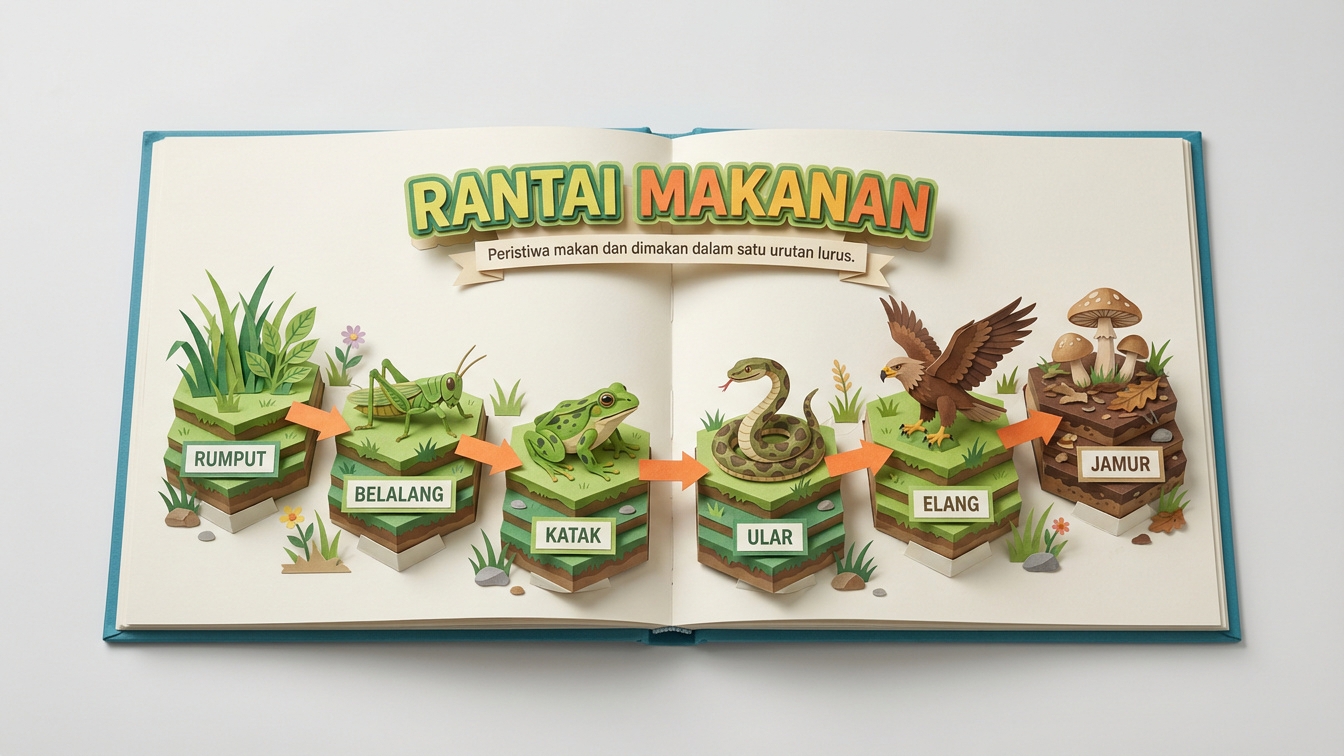 RANTAI MAKANAN
Peristiwa makan dan dimakan dalam satu urutan lurus.
RUMPUT
BELALANG
KATAK
ULAR
ELANG
JAMUR